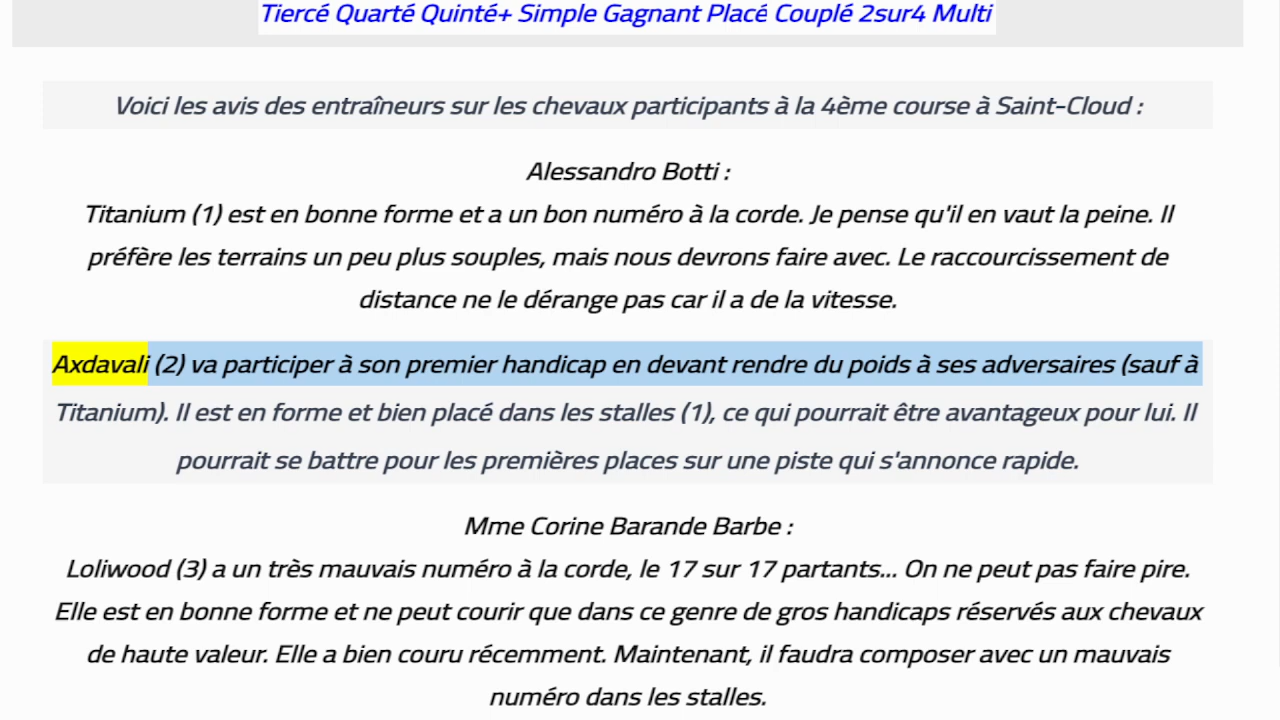 Tiercé Quarté Quinté+ Simple Gagnant Placé Couplé 2sur4 Multi
Voici les avis des entraîneurs sur les chevaux participants à la 4ème course à Saint-Cloud :
Alessandro Botti :
Titanium (1) est en bonne forme et a un bon numéro à la corde. Je pense qu'il en vaut la peine. Il
préfère les terrains un peu plus souples, mais nous devrons faire avec. Le raccourcissement de
distance ne le dérange pas car il a de la vitesse.
Axdavali (2) va participer à son premier handicap en devant rendre du poids à ses adversaires (sauf à
Titanium). Il est en forme et bien placé dans les stalles (1), ce qui pourrait être avantageux pour lui. Il
pourrait se battre pour les premières places sur une piste qui s'annonce rapide.
Mme Corine Barande Barbe :
Loliwood (3) a un très mauvais numéro à la corde, le 17 sur 17 partants... On ne peut pas faire pire.
Elle est en bonne forme et ne peut courir que dans ce genre de gros handicaps réservés aux chevaux
de haute valeur. Elle a bien couru récemment. Maintenant, il faudra composer avec un mauvais
numéro dans les stalles.